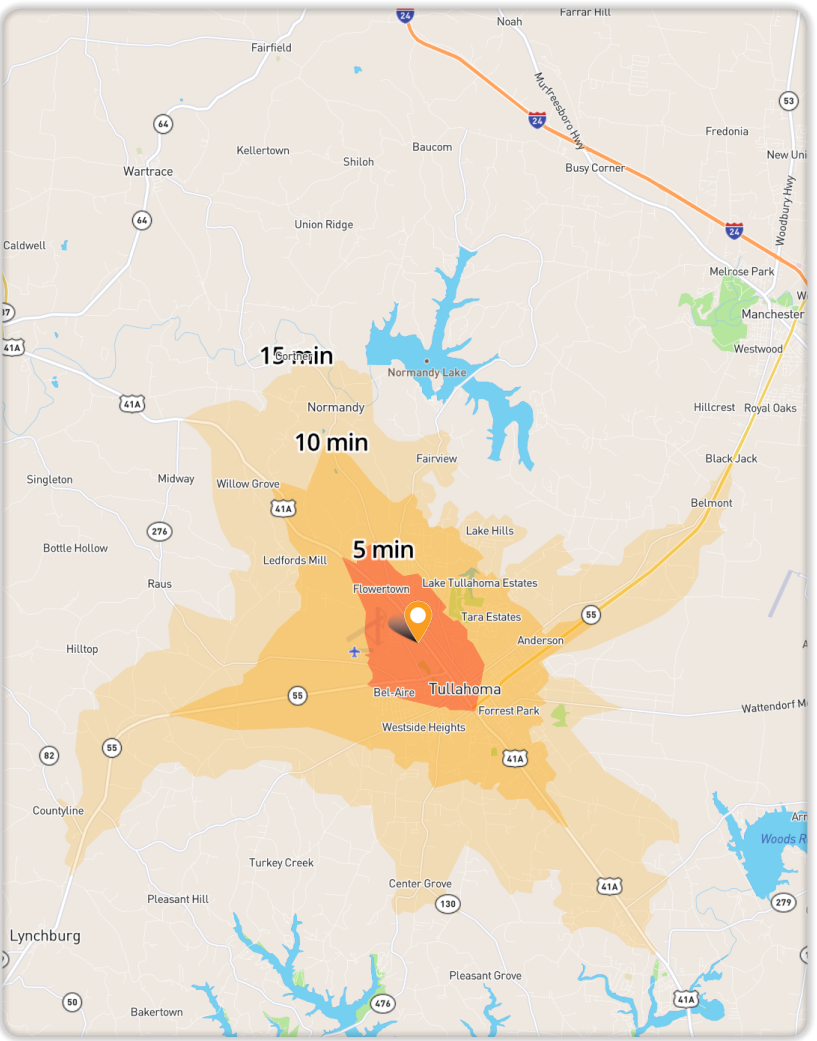 24
Noah
Farrar Hill
Fairfield
53
Murfreesboro Hwy
24
64
Fredonia
Baucom
Kellertown
Shiloh
New Uni
Busy Corner
Wartrace
Woodbury Hwy
64
Union Ridge
24
Caldwell
Melrose Park
W
Manchester
41A
15 min
Cortner
Westwood
Normandy Lake
41A
Normandy
Hillcrest
Royal Oaks
10 min
Fairview
Black Jack
Singleton
Midway
Willow Grove
Belmont
41A
276
Lake Hills
Bottle Hollow
5 min
Ledfords Mill
Raus
Flowertown
Lake Tullahoma Estates
Tara Estates
55
Anderson
Hilltop
A
55
Bel-Aire
Tullahoma
Forrest Park
Wattendorf M
Westside Heights
55
82
41A
Countyline
Arn
Woods R
Turkey Creek
Center Grove
41A
Pleasant Hill
130
279
Lynchburg
Pleasant Grove
50
476
41A
Bakertown